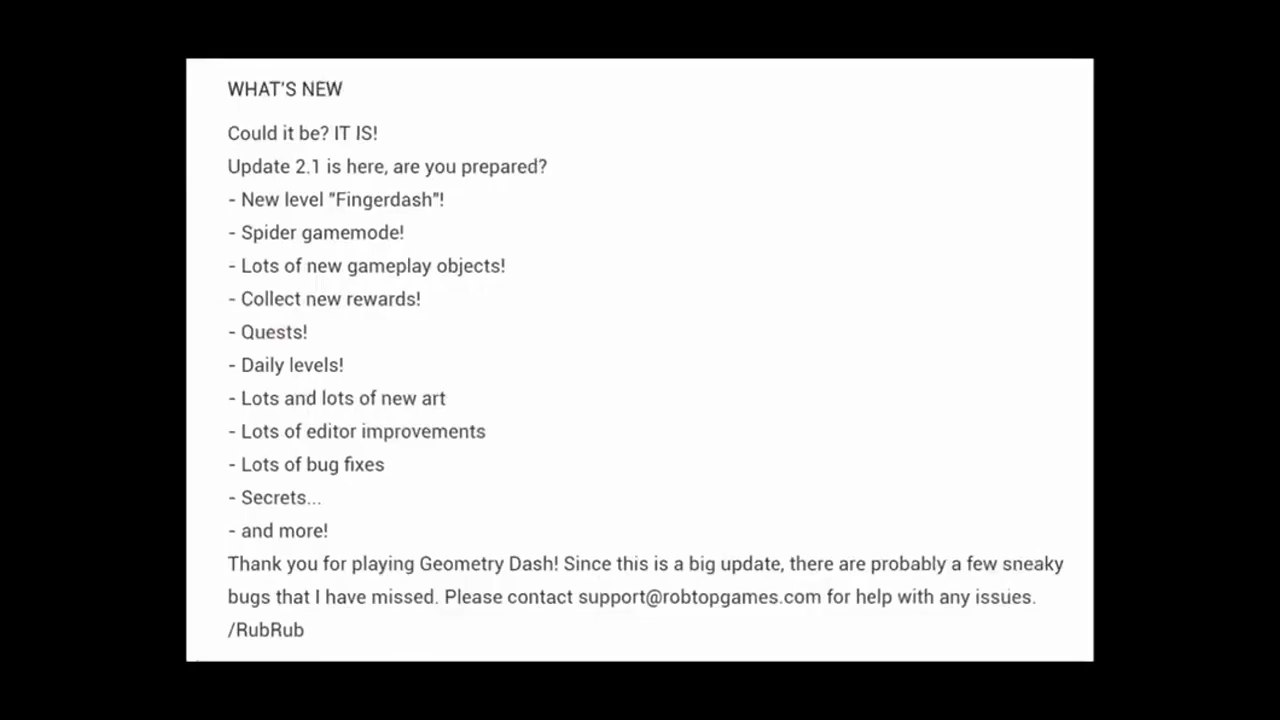 WHAT'S NEW
Could it be? IT IS!
Update 2.1 is here, are you prepared?
- New level "Fingerdash"!
- Spider gamemode!
- Lots of new gameplay objects!
- Collect new rewards!
- Quests!
- Daily levels!
- Lots and lots of new art
- Lots of editor improvements
- Lots of bug fixes
- Secrets...
- and more!
Thank you for playing Geometry Dash! Since this is a big update, there are probably a few sneaky
bugs that I have missed. Please contact support@robtopgames.com for help with any issues.
/RubRub